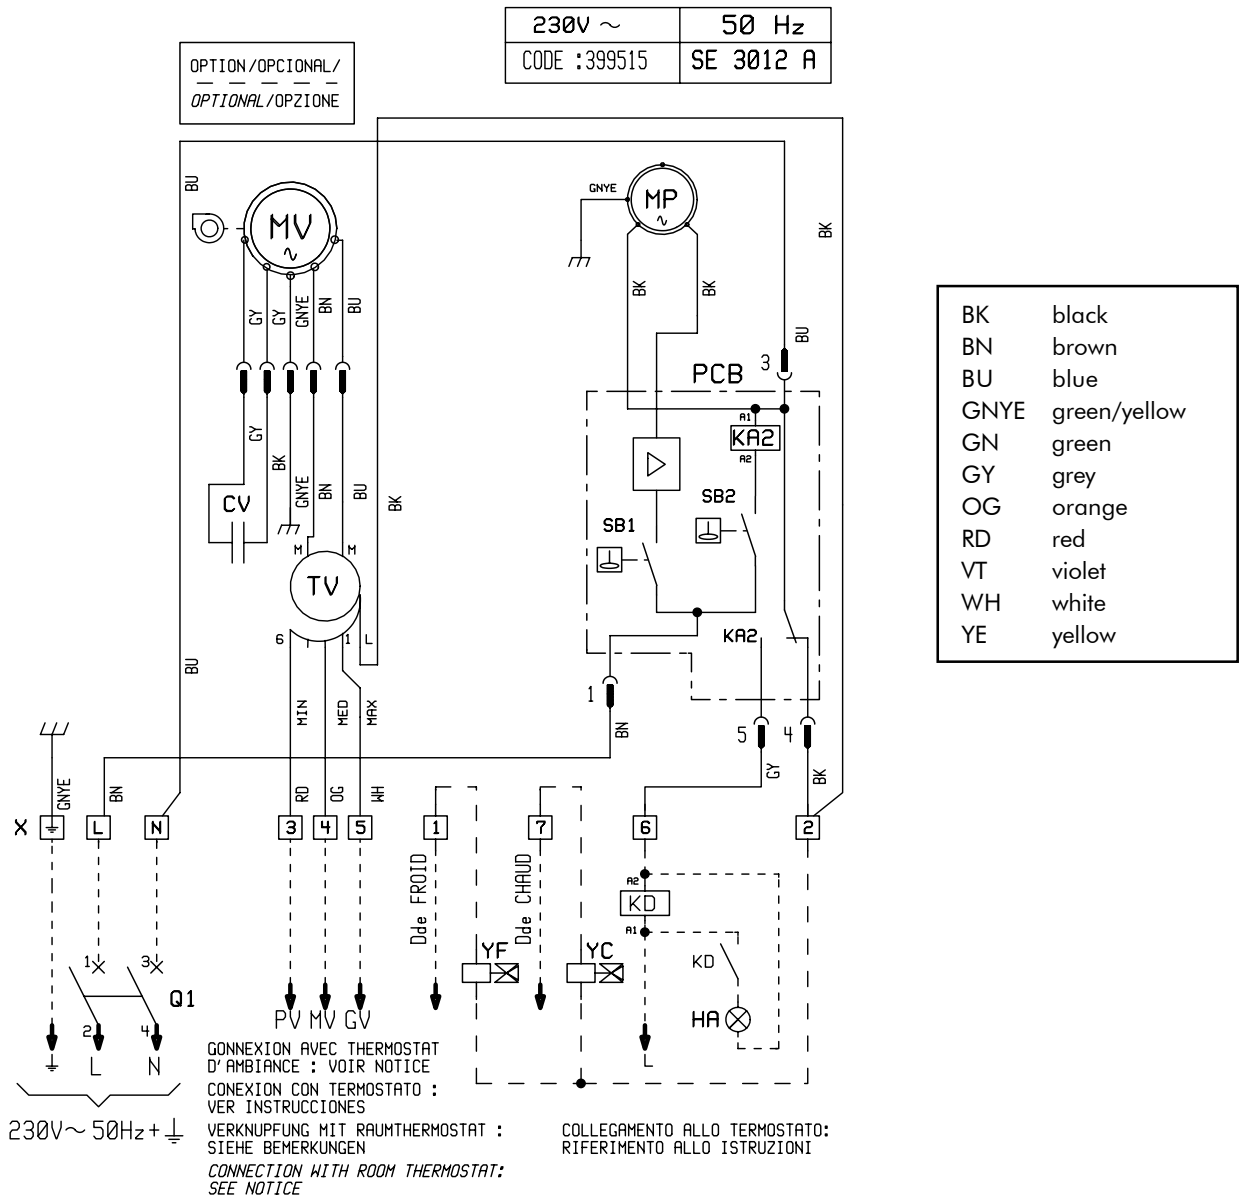 230V ~ 50 Hz
CODE :399515 SE 3012 A
OPTION/OPCIONAL/
OPTIONAL/OPZIONE
BU
MV
~
GNYE
MP
~
BK
GY
GY
GNYE
BN
BU
BK
BK
BU
3
PCB
BK black
BN brown
BU blue
GNYE green/yellow
GN green
GY grey
OG orange
RD red
VT violet
WH white
YE yellow
A1
KA2
A2
GY
BK
GNYE
BN
BU
BK
CV
SB2
SB1
M
M
TV
6
1
L
KA2
BU
MIN
MED
MAX
1
BN
5
4
GNYE
BN
RD
OG
WH
GY
BK
X L N 3 4 5 1 7 6 2
Dde FROID
Dde CHAUD
A2
KD
A1
YF
YC
KD
1
3
Q1
HA
2
4
PV MV GV
L N
L
230V~ 50Hz+
GONNEXION AVEC THERMOSTAT
D'AMBIANCE : VOIR NOTICE
CONEXION CON TERMOSTATO :
VER INSTRUCCIONES
VERKNUPFUNG MIT RAUMTHERMOSTAT :
SIEHE BEMERKUNGEN
CONNECTION WITH ROOM THERMOSTAT:
SEE NOTICE
COLLEGAMENTO ALLO TERMOSTATO:
RIFERIMENTO ALLO ISTRUZIONI